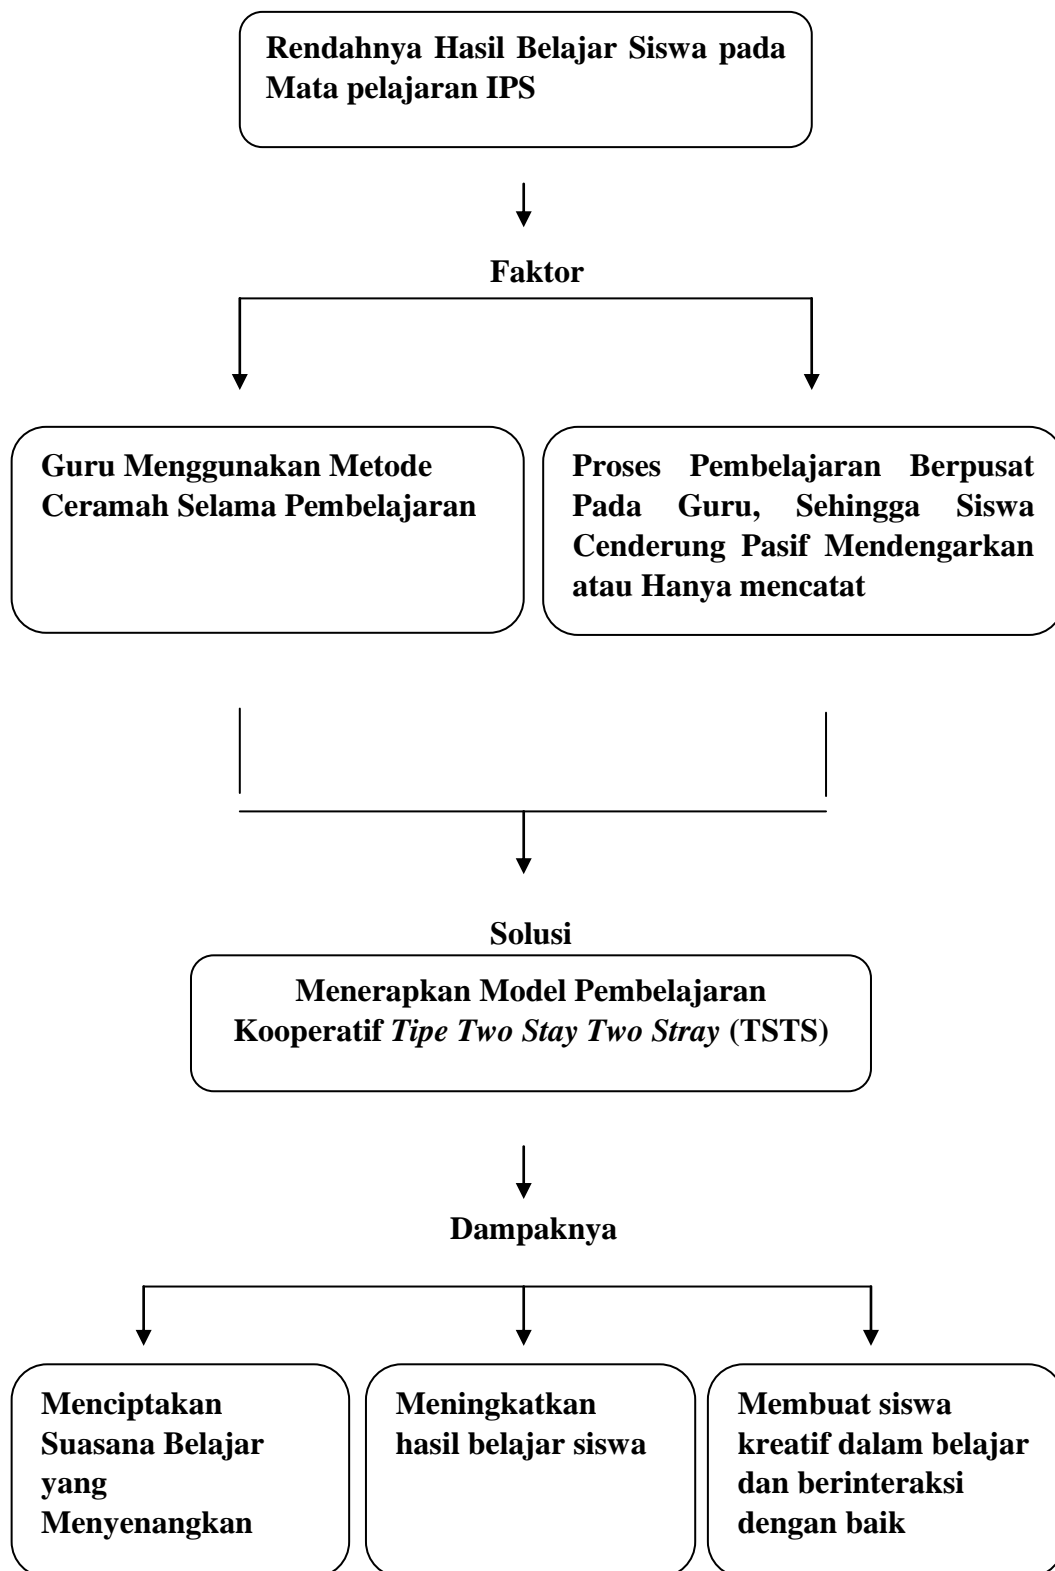 Rendahnya Hasil Belajar Siswa pada
Mata pelajaran IPS
Faktor
Guru Menggunakan Metode
Ceramah Selama Pembelajaran
Proses Pembelajaran Berpusat
Pada Guru, Sehingga Siswa
Cenderung Pasif Mendengarkan
atau Hanya mencatat
Solusi
Menerapkan Model Pembelajaran
Kooperatif Tipe Two Stay Two Stray (TSTS)
Dampaknya
Menciptakan
Suasana Belajar
yang
Menyenangkan
Meningkatkan
hasil belajar siswa
Membuat siswa
kreatif dalam belajar
dan berinteraksi
dengan baik